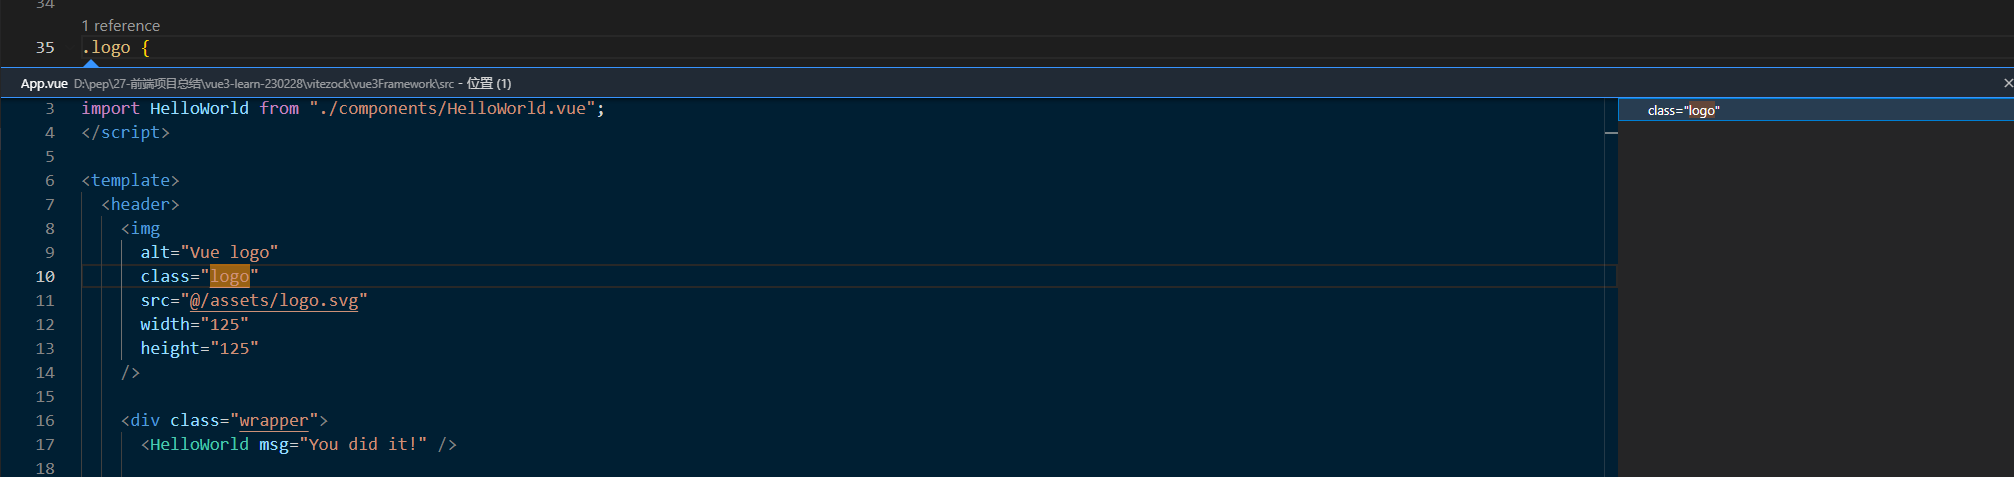 34
1 reference
35 .logo {
App.vue D:\pep\27-前端项目总结\vue3-learn-230228\vitezock\vue3Framework\src - 位置 (1)
3 import HelloWorld from "./components/HelloWorld.vue";
class="logo"
4 </script>
5
6 <template>
7 <header>
8 <img
9 alt="Vue logo"
10 class="logo"
11 src="@/assets/logo.svg"
12 width="125"
13 height="125"
14 />
15
16 <div class="wrapper">
17 <HelloWorld msg="You did it!" />
18